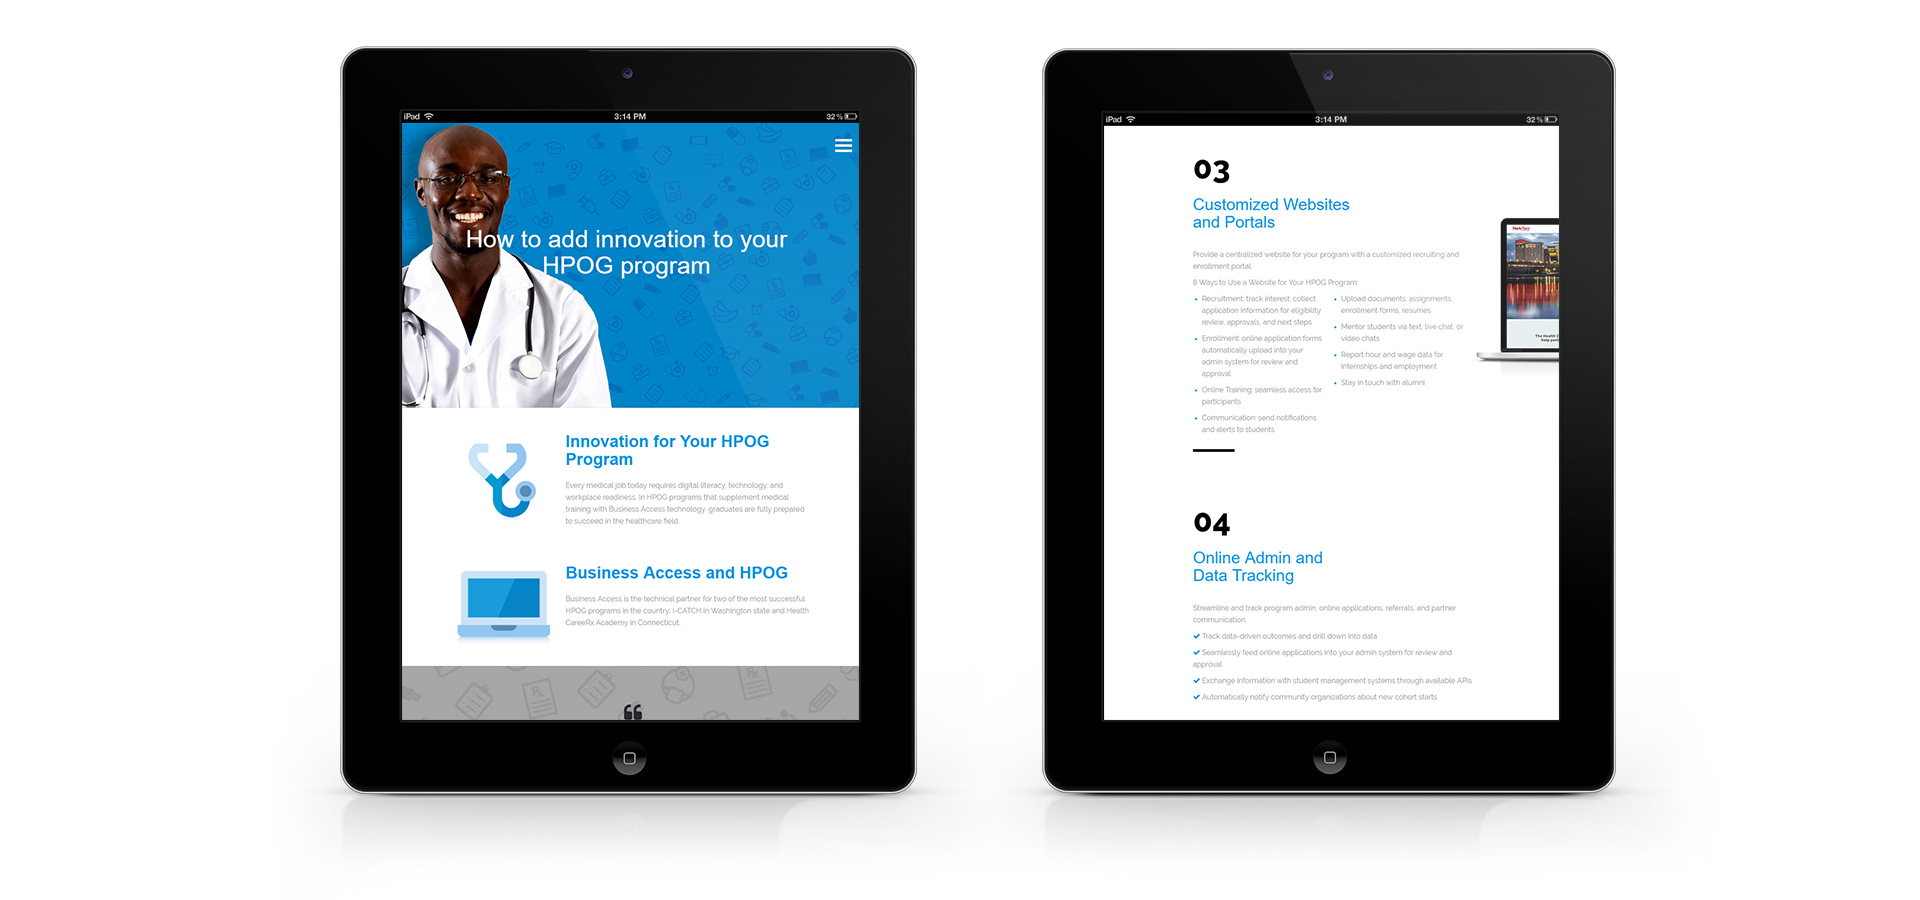 iPad 3:14 PM 32%
How to add innovation to your
HPOG program
Innovation for Your HPOG
Program
Every medical job today requires digital literacy, technology, and
workplace readiness. In HPOG programs that supplement medical
training with Business Access technology, graduates are fully prepared
to succeed in the healthcare field.
Business Access and HPOG
Business Access is the technical partner for two of the most successful
HPOG programs in the country: I-CATCH in Washington state and Health
CareeRx Academy in Connecticut.
iPad 3:14 PM 32%
03
Customized Websites
and Portals
Provide a centralized website for your program with a customized recruiting and
enrollment portal.
8 Ways to Use a Website for Your HPOG Program:
Recruitment: track interest; collect
application information for eligibility
review, approvals, and next steps
Enrollment: online application forms
automatically upload into your
admin system for review and
approval
Online Training: seamless access for
participants
Communication: send notifications
and alerts to students
Upload documents: assignments,
enrollment forms, resumes
Mentor students via text, live chat, or
video chats
Report hour and wage data for
internships and employment
Stay in touch with alumni
The Health C
help part
04
Online Admin and
Data Tracking
Streamline and track program admin, online applications, referrals, and partner
communication.
Track data-driven outcomes and drill down into data
Seamlessly feed online applications into your admin system for review and
approval
Exchange information with student management systems through available APIs
Automatically notify community organizations about new cohort starts